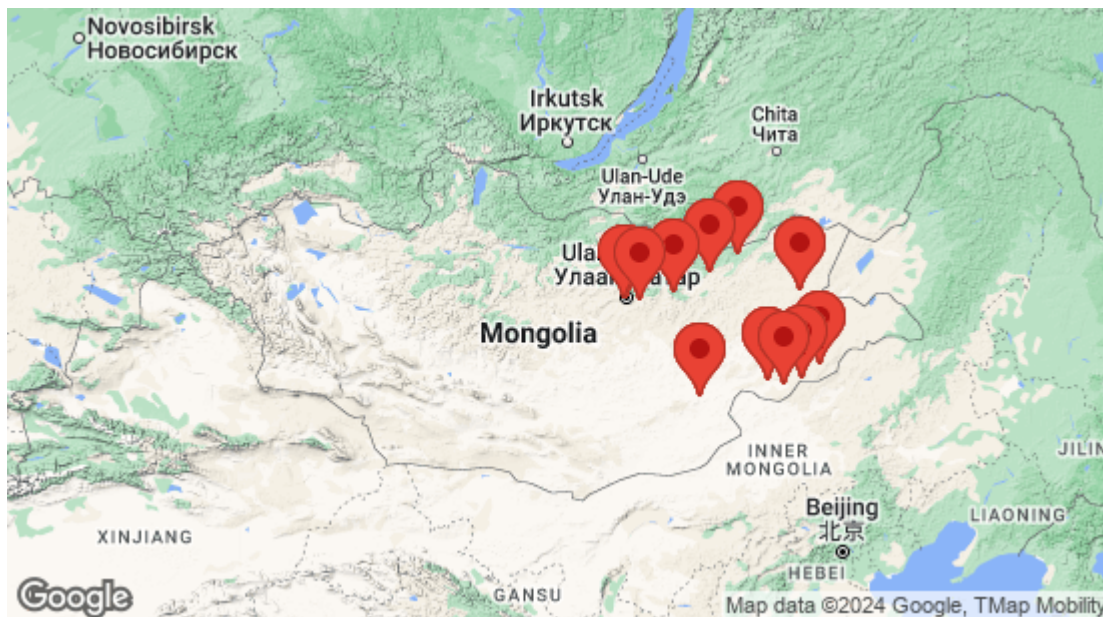 Novosibirsk
Новосибирск
Irkutsk
Иркутск
Chita
Чита
Ulan-Ude
Улан-Удэ
Mongolia
INNER
MONGOLIA
JILIN
Beijing
北京
LIAONING
XINJIANG
HEBEI
GANSU
Google
Map data ©2024 Google, TMap Mobility